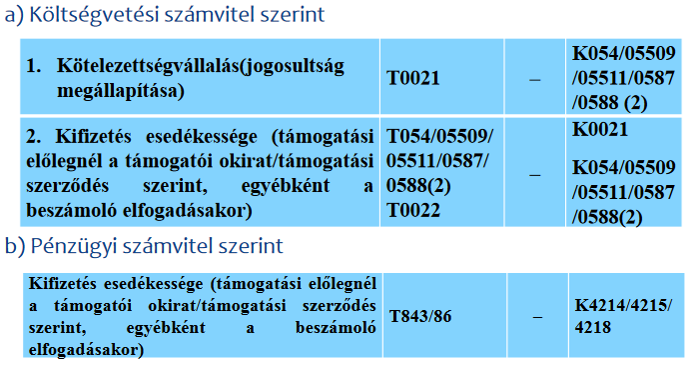 a) Költségvetési számvitel szerint
1. Kötelezettségvállalás(jogosultság
megállapítása)
T0021
–
K054/05509
/05511/0587
/0588 (2)
2. Kifizetés esedékessége (támogatási
előlegnél a támogatói okirat/támogatási
szerződés szerint, egyébként a
beszámoló elfogadásakor)
T054/05509/
05511/0587/
0588(2)
T0022
–
K0021
K054/05509
/05511/0587
/0588(2)
b) Pénzügyi számvitel szerint
Kifizetés esedékessége (támogatási előlegnél
a támogatói okirat/támogatási szerződés
szerint, egyébként a beszámoló
elfogadásakor)
T843/86
–
K4214/4215/
4218